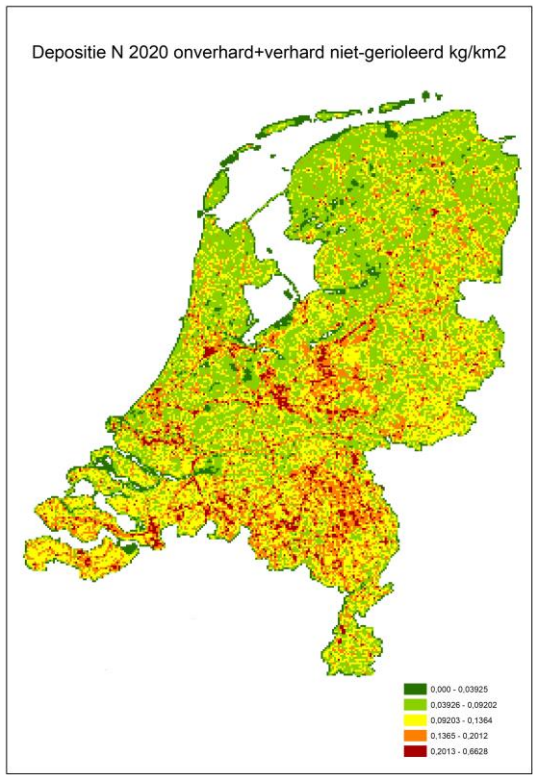 Depositie N 2020 onverhard+verhard niet-gerioleerd kg/km2
0,000 - 0,03925
0,03926 - 0,09202
0,09203 - 0,1364
0,1365 - 0,2012
0,2013 - 0,6628